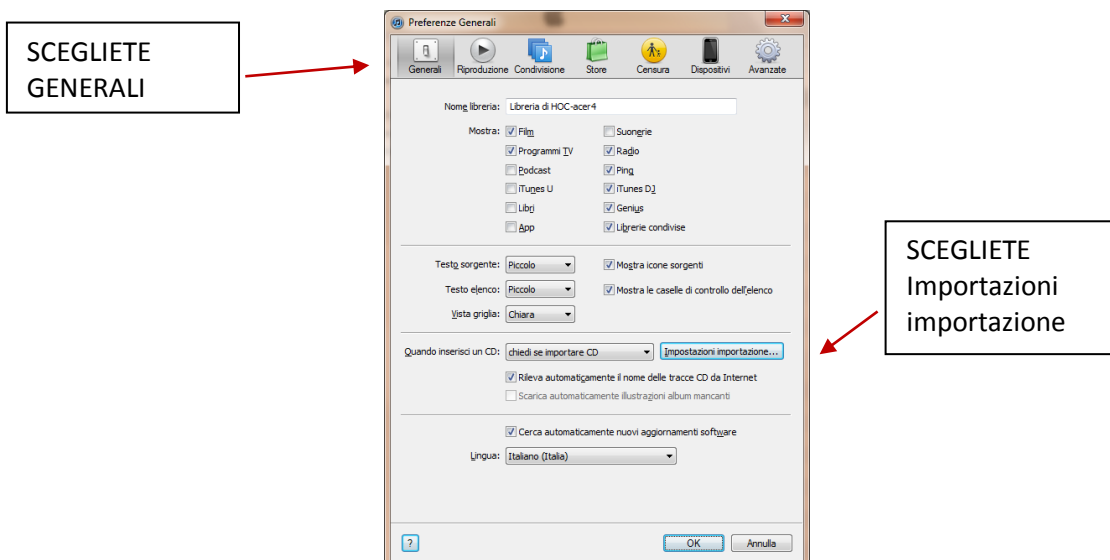 SCEGLIETE
GENERALI
Preferenze Generali
Generali Riproduzione Condivisione Store Censura Dispositivi Avanzate
Nome libreria: Libreria di HOC-acer4
Mostra: Film Suonerie
Programmi TV Radio
Podcast Ping
iTunes U iTunes DJ
Libri Genius
App Librerie condivise
Testo sorgente: Piccolo Mostra icone sorgenti
Testo elenco: Piccolo Mostra le caselle di controllo dell'elenco
Vista griglia: Chiara
Quando inserisci un CD: chiedi se importare CD Impostazioni importazione...
Rileva automaticamente il nome delle tracce CD da Internet
Scarica automaticamente illustrazioni album mancanti
Cerca automaticamente nuovi aggiornamenti software
Lingua: Italiano (Italia)
? OK Annulla
SCEGLIETE
Importazioni
importazione